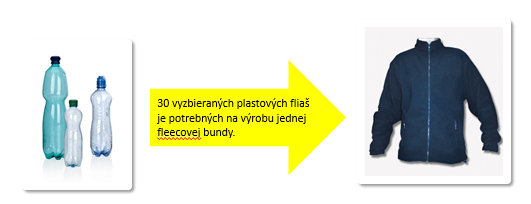 30 vyzbieraných plastových fliaš
je potrebných na výrobu jednej
fleecovej bundy.